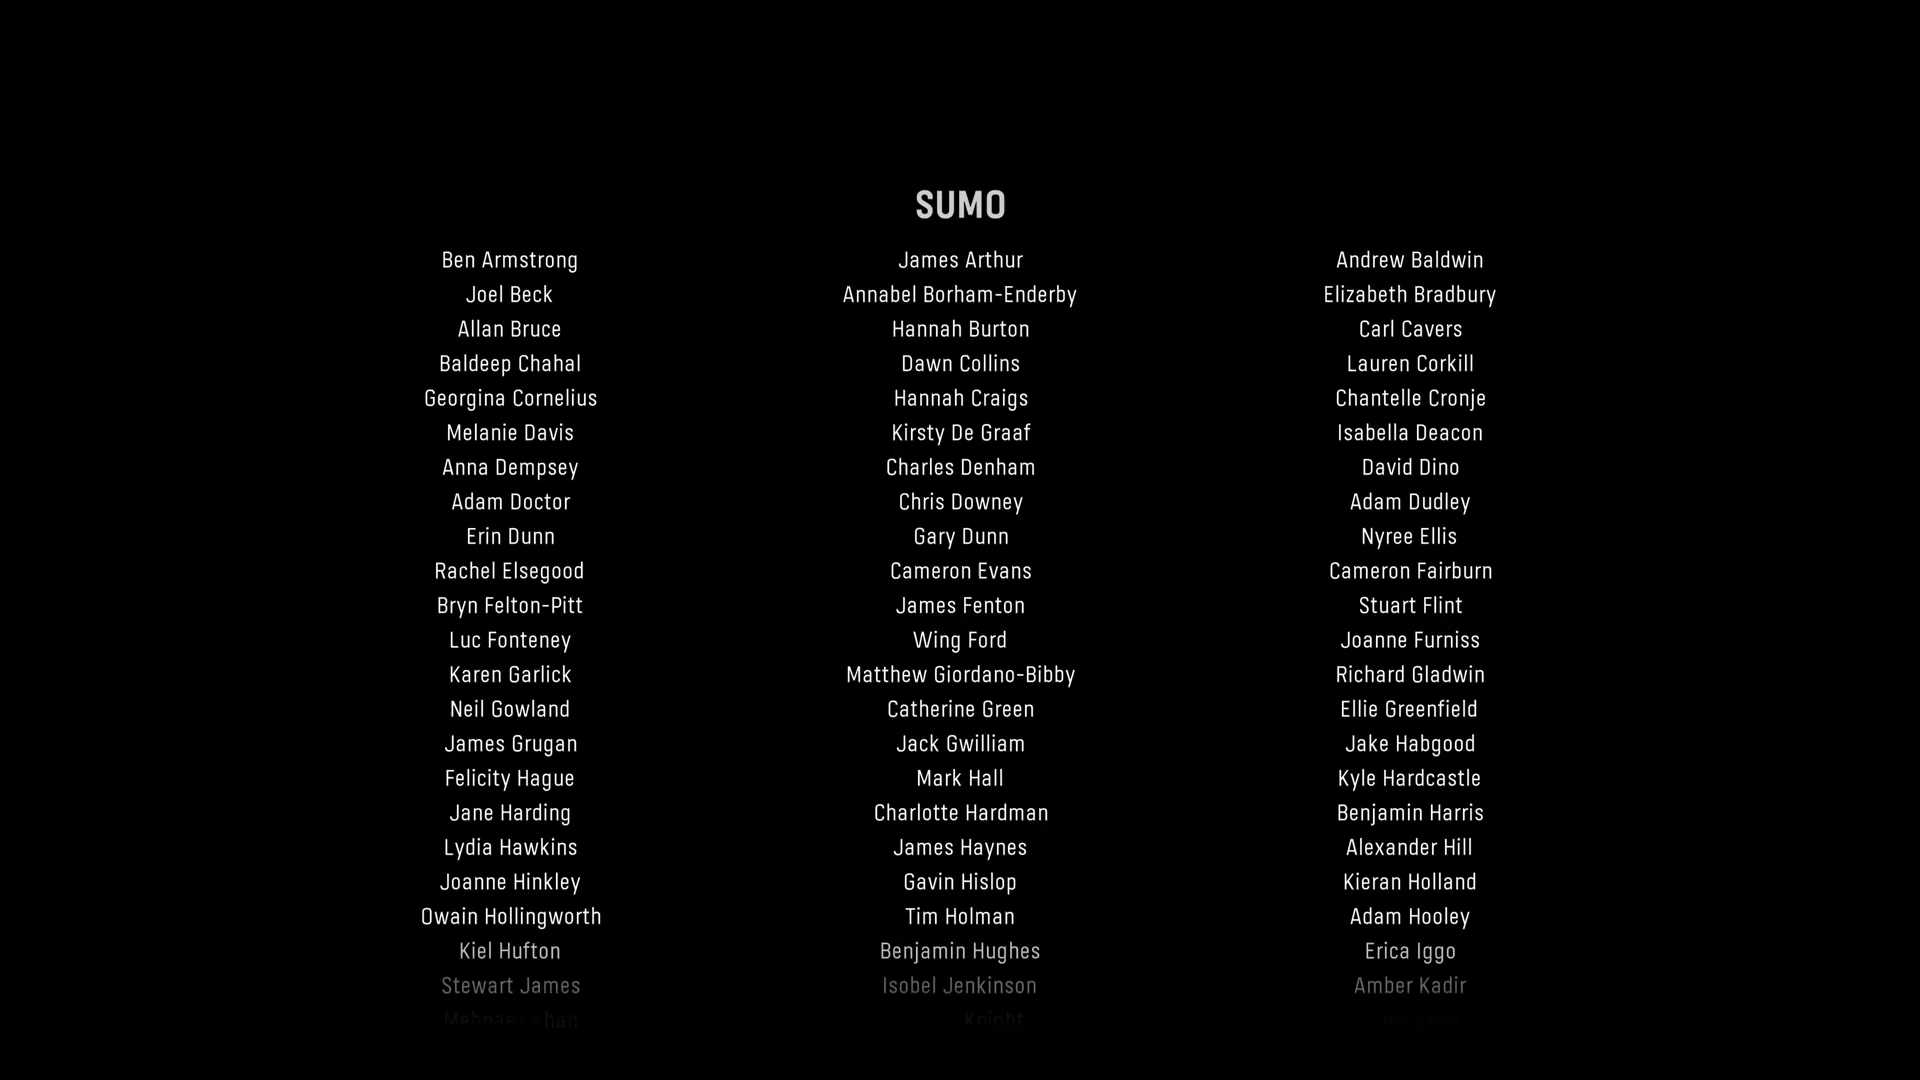 SUMO
Ben Armstrong James Arthur Andrew Baldwin
Joel Beck Annabel Borham-Enderby Elizabeth Bradbury
Allan Bruce Hannah Burton Carl Cavers
Baldeep Chahal Dawn Collins Lauren Corkill
Georgina Cornelius Hannah Craigs Chantelle Cronje
Melanie Davis Kirsty De Graaf Isabella Deacon
Anna Dempsey Charles Denham David Dino
Adam Doctor Chris Downey Adam Dudley
Erin Dunn Gary Dunn Nyree Ellis
Rachel Elsegood Cameron Evans Cameron Fairburn
Bryn Felton-Pitt James Fenton Stuart Flint
Luc Fonteney Wing Ford Joanne Furniss
Karen Garlick Matthew Giordano-Bibby Richard Gladwin
Neil Gowland Catherine Green Ellie Greenfield
James Grugan Jack Gwilliam Jake Habgood
Felicity Hague Mark Hall Kyle Hardcastle
Jane Harding Charlotte Hardman Benjamin Harris
Lydia Hawkins James Haynes Alexander Hill
Joanne Hinkley Gavin Hislop Kieran Holland
Owain Hollingworth Tim Holman Adam Hooley
Kiel Hufton Benjamin Hughes Erica Iggo
Stewart James Isobel Jenkinson Amber Kadir
Knight